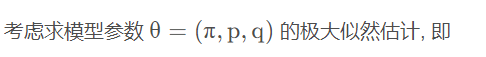 考虑求模型参数 θ = (π, p, q) 的极大似然估计, 即